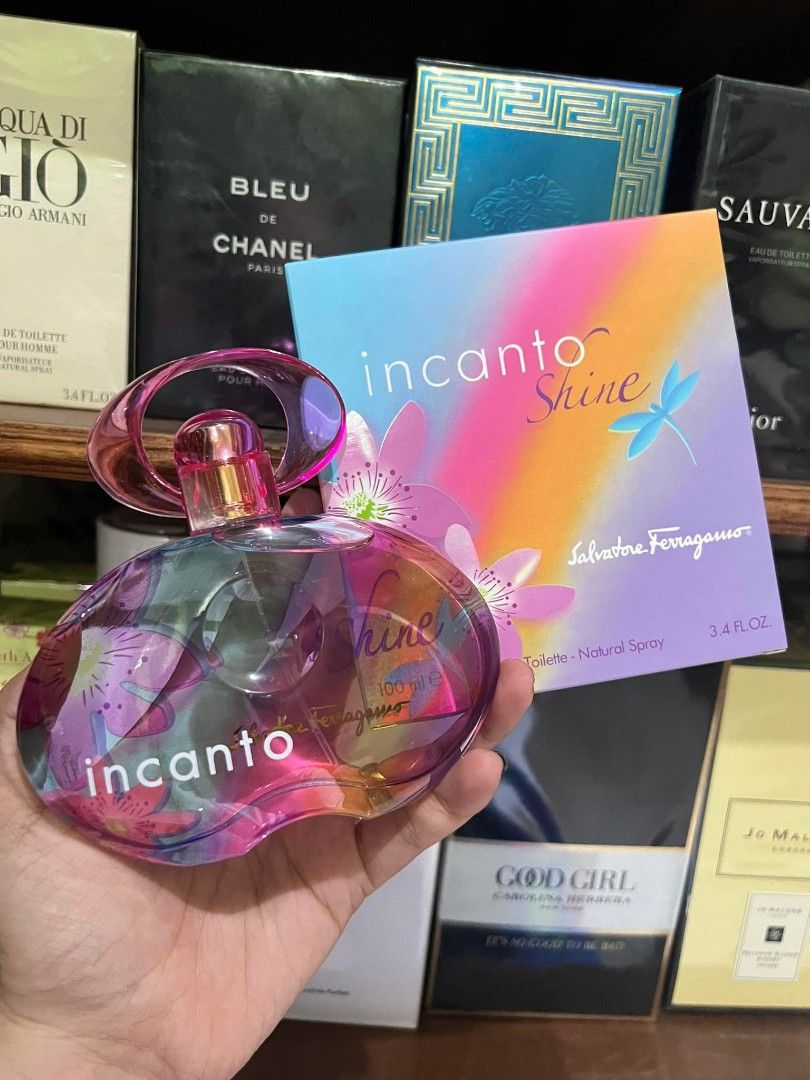 QUA DI
GIÒ
GIO ARMANI
DE TOILETTE
OUR HOMME
VAPORISATEUR
NATURAL SPRAY
3.4 FL.OZ
BLEU
DE
CHANEL
PARIS
POUR
SAUVA
EAU DE TOILETT
ior
incanto
Shine
Salvatore Ferragamo
Toilette - Natural Spray
3.4 FL.OZ.
Shine
100 ml e
Salvatore Ferragamo
incanto
GOOD GIRL
CAROLINA HERRERA
IT'S SO GOOD TO BE BAD
JO MAL